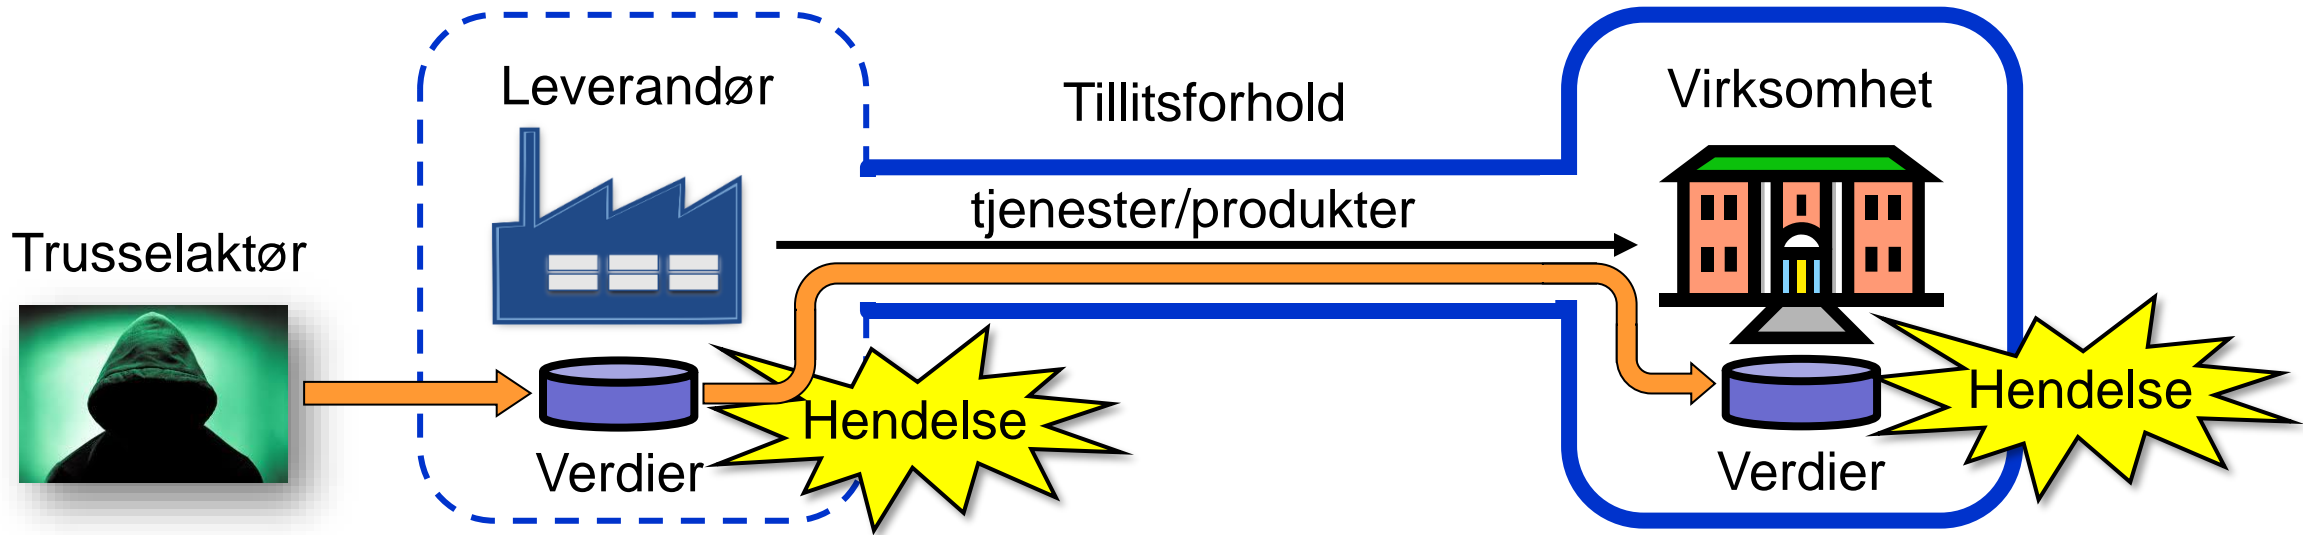 Trusselaktør
Leverandør
Verdier
Hendelse
Tillitsforhold
tjenester/produkter
Virksomhet
Verdier
Hendelse